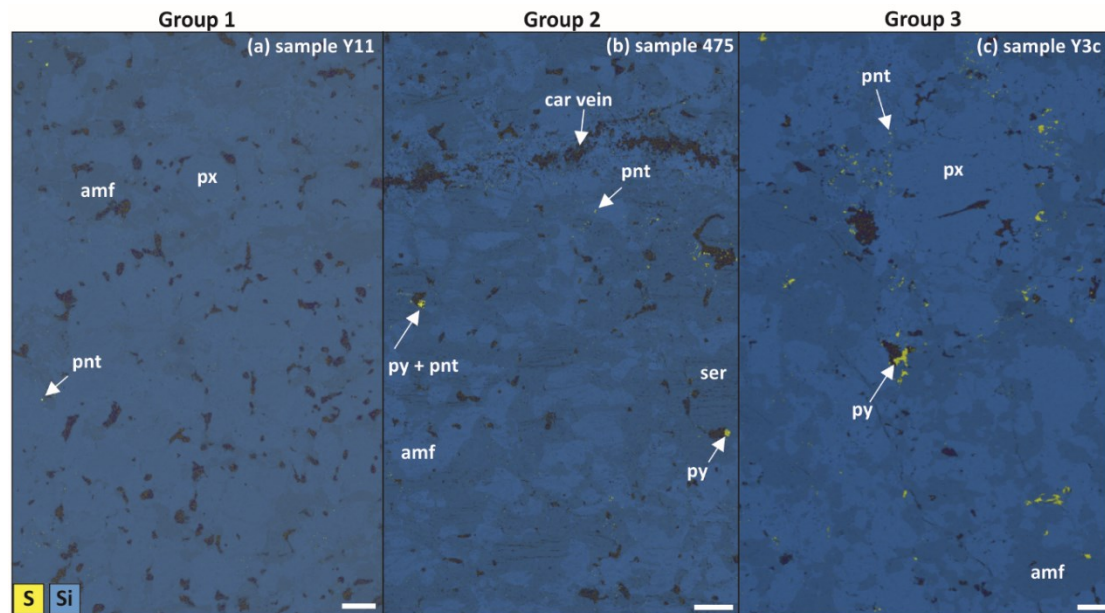 Group 1
Group 2
Group 3
(a) sample Y11
(b) sample 475
(c) sample Y3c
pnt
car vein
px
amf
pnt
px
pnt
py + pnt
ser
py
amf
py
amf
S
Si